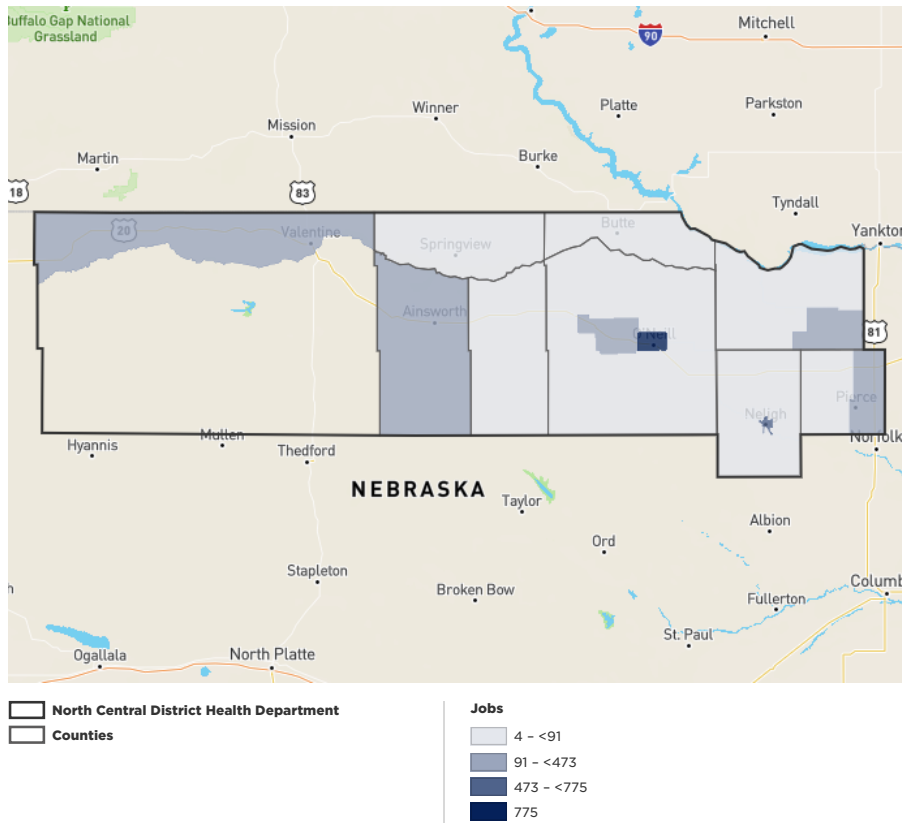 Buffalo Gap National
Grassland
90
Mitchell
Winner
Platte
Parkston
Mission
Martin
Burke
18
83
Tyndall
20
Valentine
Springview
Butte
Yankton
Ainsworth
O'Neill
81
Pierce
Neligh
Hyannis
Mullen
Thedford
Norfolk
NEBRASKA
Taylor
Albion
Ord
Stapleton
Broken Bow
Columb
Fullerton
St. Paul
Ogallala
North Platte
North Central District Health Department
Counties
Jobs
4 – <91
91 – <473
473 – <775
775